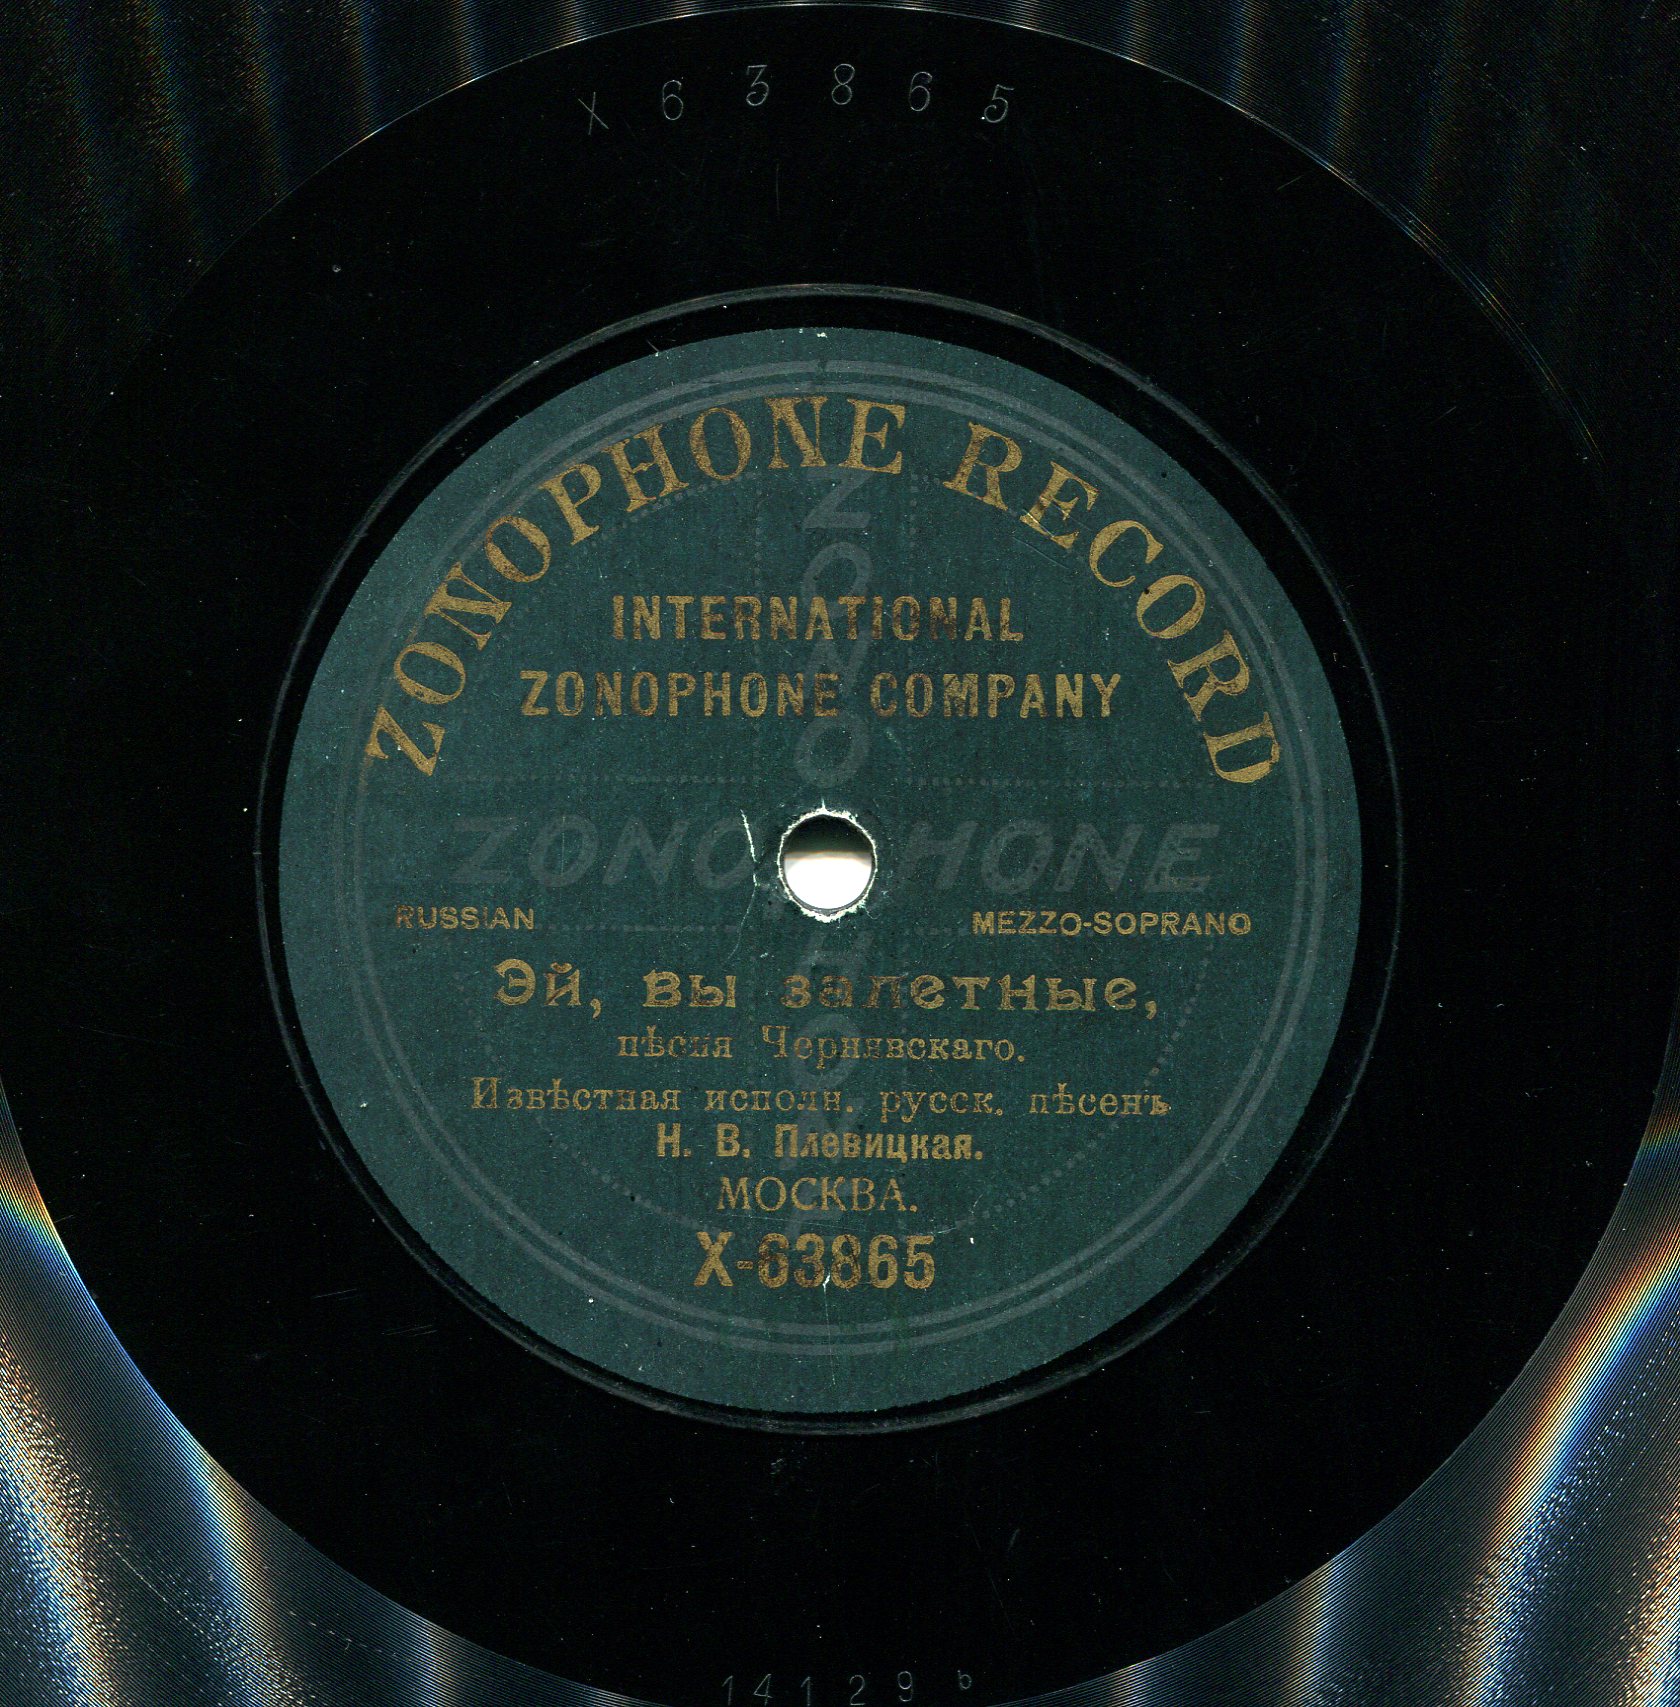 X 63865
ZONOPHONE RECORD
INTERNATIONAL
ZONOPHONE COMPANY
ZONOPHONE
ZONOPHONE
RUSSIAN
MEZZO-SOPRANO
Эй, вы залетные,
пѣсня Чернявскаго.
Извѣстная исполн. русск. пѣсенъ
Н. В. Плевицкая.
МОСКВА.
X-63865
14129 b